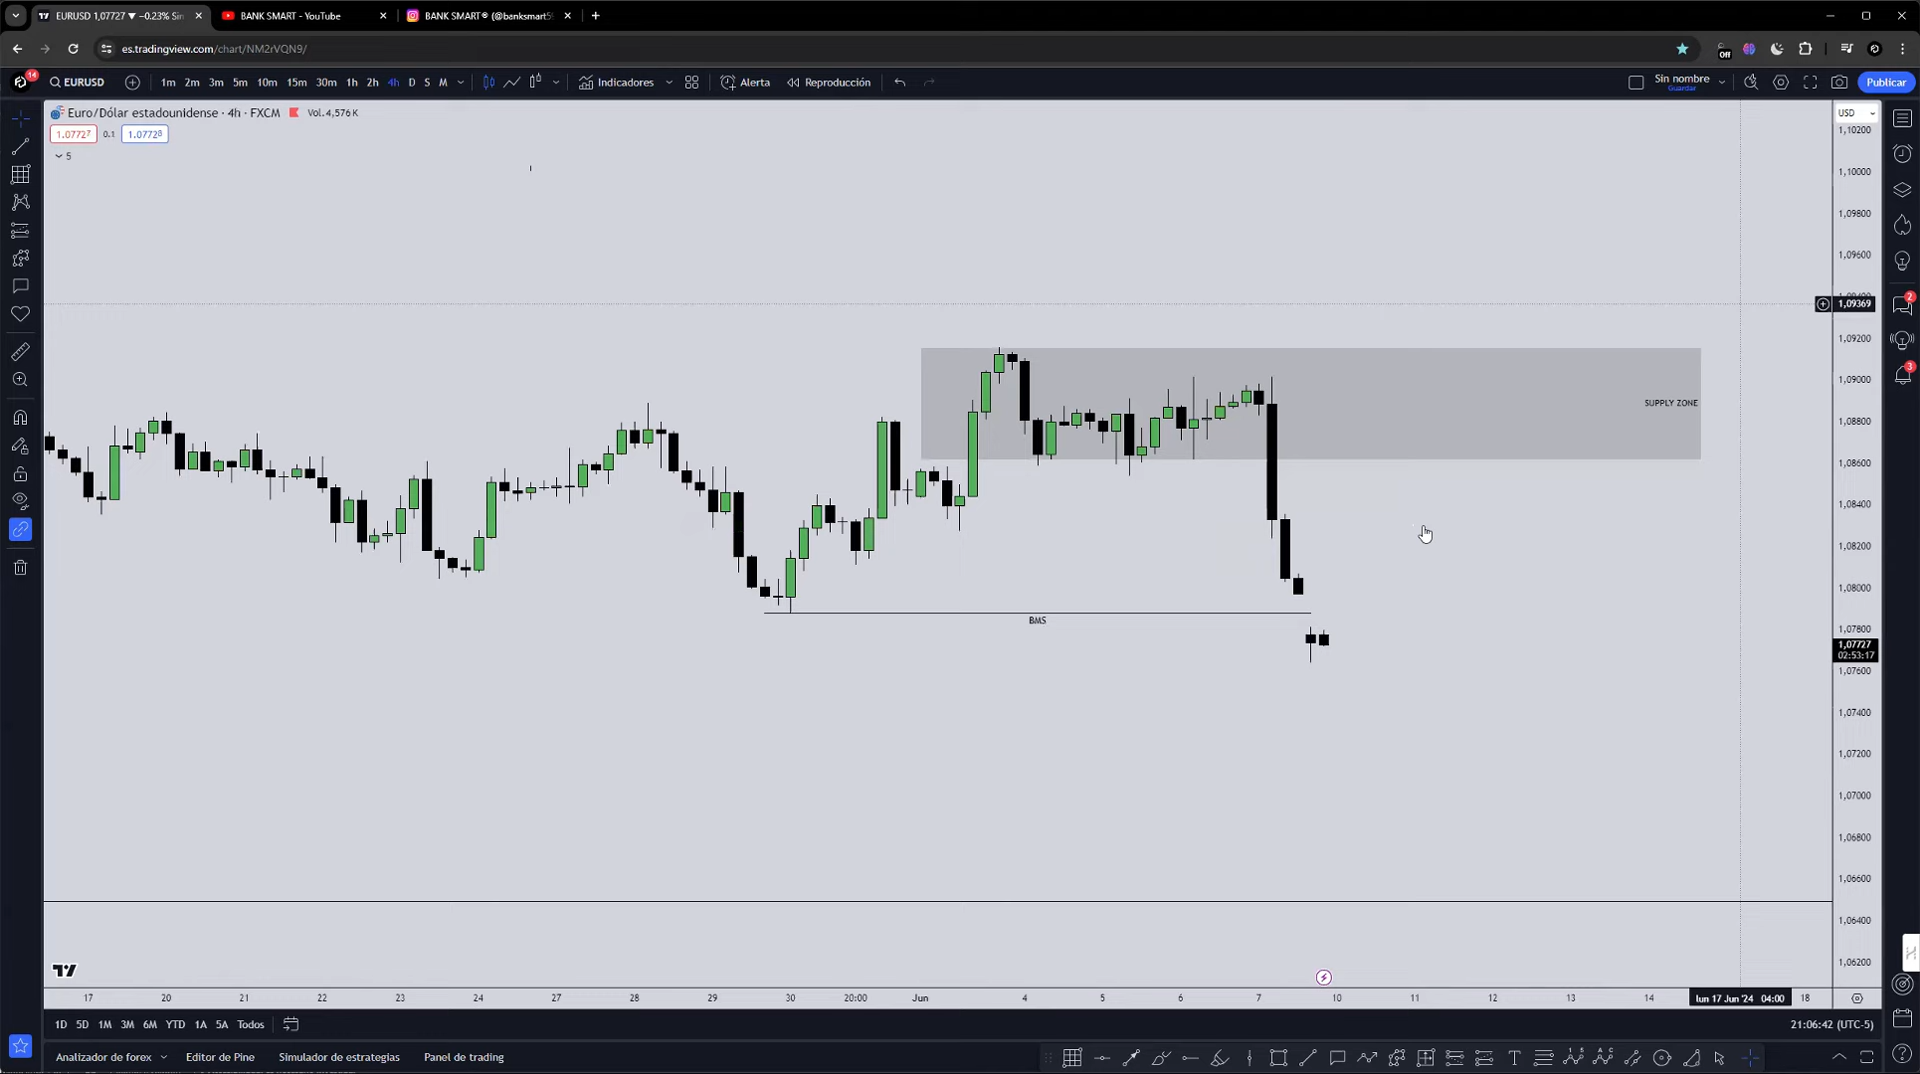 EURUSD 1,07727 ▼ −0.23% Sin
BANK SMART - YouTube
BANK SMART® (@banksmart5
es.tradingview.com/chart/NM2rVQN9/
Off
14
EURUSD
1m 2m 3m 5m 10m 15m 30m 1h 2h 4h D S M
Indicadores
Alerta
Reproducción
Sin nombre
Guardar
Publicar
Euro/Dólar estadounidense · 4h · FXCM
Vol.4,576 K
1.07727
0.1
1.07728
5
USD
1,10200
1,10000
1,09800
1,09600
1,09369
1,09200
1,09000
1,08800
1,08600
1,08400
1,08200
1,08000
1,07800
1,07727
02:53:17
1,07600
1,07400
1,07200
1,07000
1,06800
1,06600
1,06400
1,06200
SUPPLY ZONE
BMS
2
3
17 20 21 22 23 24 27 28 29 30 20:00 Jun 4 5 6 7 10 11 12 13 14 lun 17 Jun '24 04:00 18
1D 5D 1M 3M 6M YTD 1A 5A Todos
21:06:42 (UTC-5)
Analizador de forex
Editor de Pine
Simulador de estrategias
Panel de trading